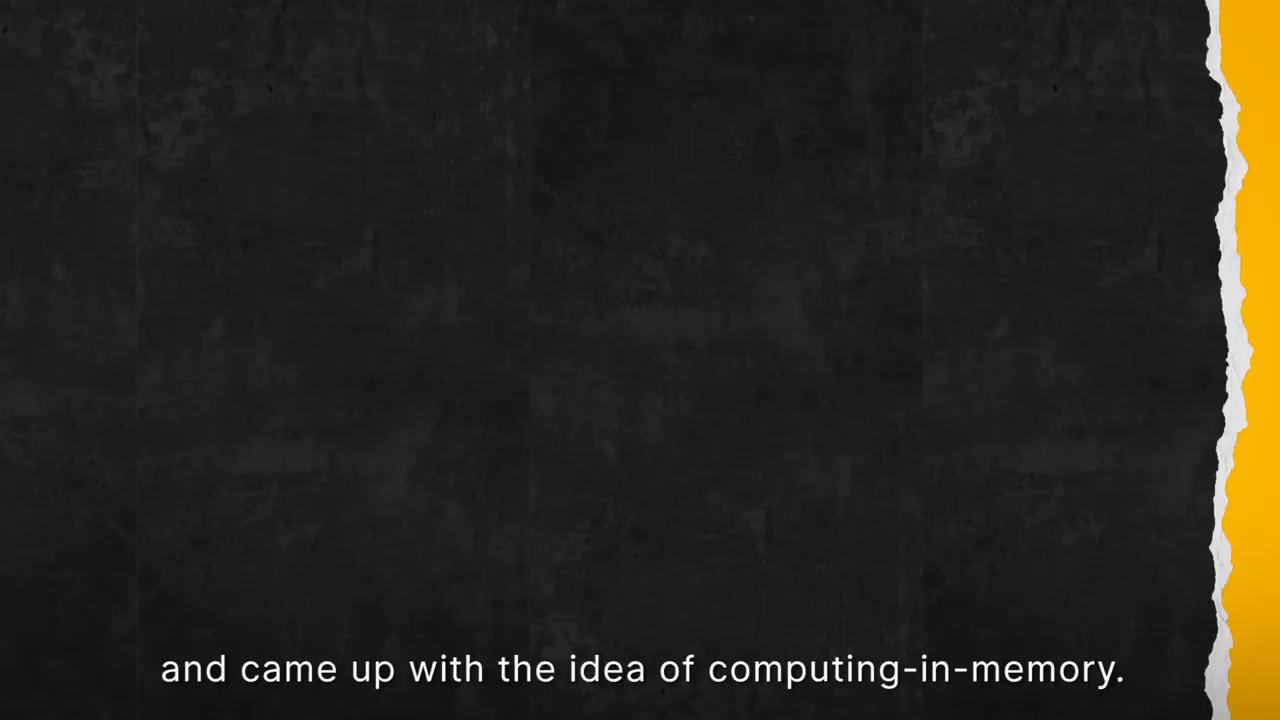 and came up with the idea of computing-in-memory.